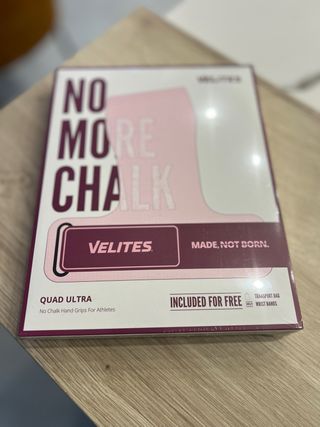 VELITES
NO
MORE
CHALK
VELITES
MADE, NOT BORN.
QUAD ULTRA
No Chalk Hand Grips For Athletes
INCLUDED FOR FREE
TRANSPORT BAG
WRIST BANDS